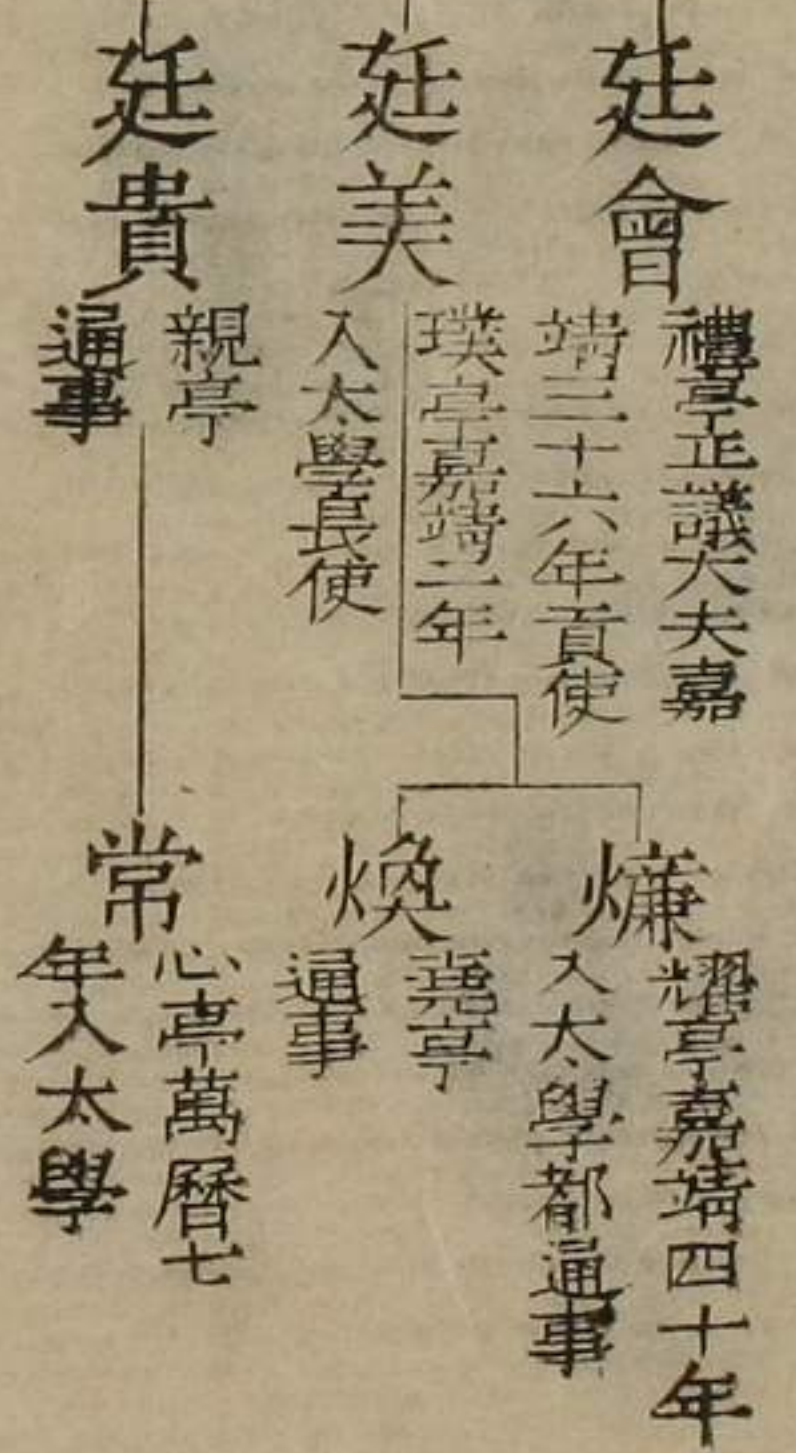 廷會
禮亭正議大夫嘉
靖三十六年貢使
廷美
璞亭嘉靖二年
入太學長使
廷貴
親亭
通事
㷿
耀亭嘉靖四十年
入太學都通事
煥
堯亭
通事
常
心亭萬曆七
年入太學